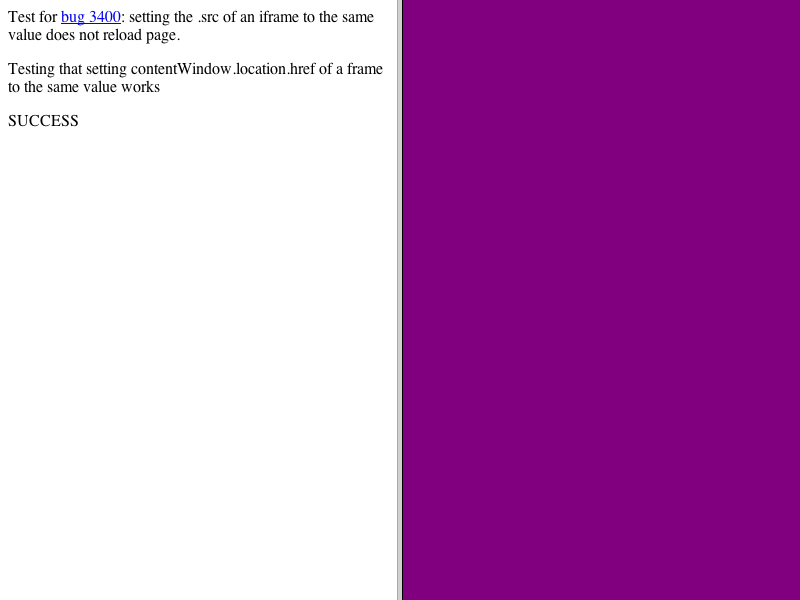 Test for bug 3400: setting the .src of an iframe to the same
value does not reload page.
Testing that setting contentWindow.location.href of a frame
to the same value works
SUCCESS